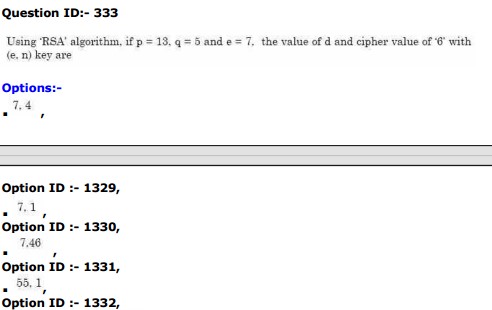 Question ID:- 333
Using 'RSA' algorithm, if p = 13, q = 5 and e = 7, the value of d and cipher value of '6' with
(e, n) key are
Options:-
▪ 7, 4 ,
Option ID :- 1329,
▪ 7, 1 ,
Option ID :- 1330,
▪ 7,46 ,
Option ID :- 1331,
▪ 55, 1 ,
Option ID :- 1332,